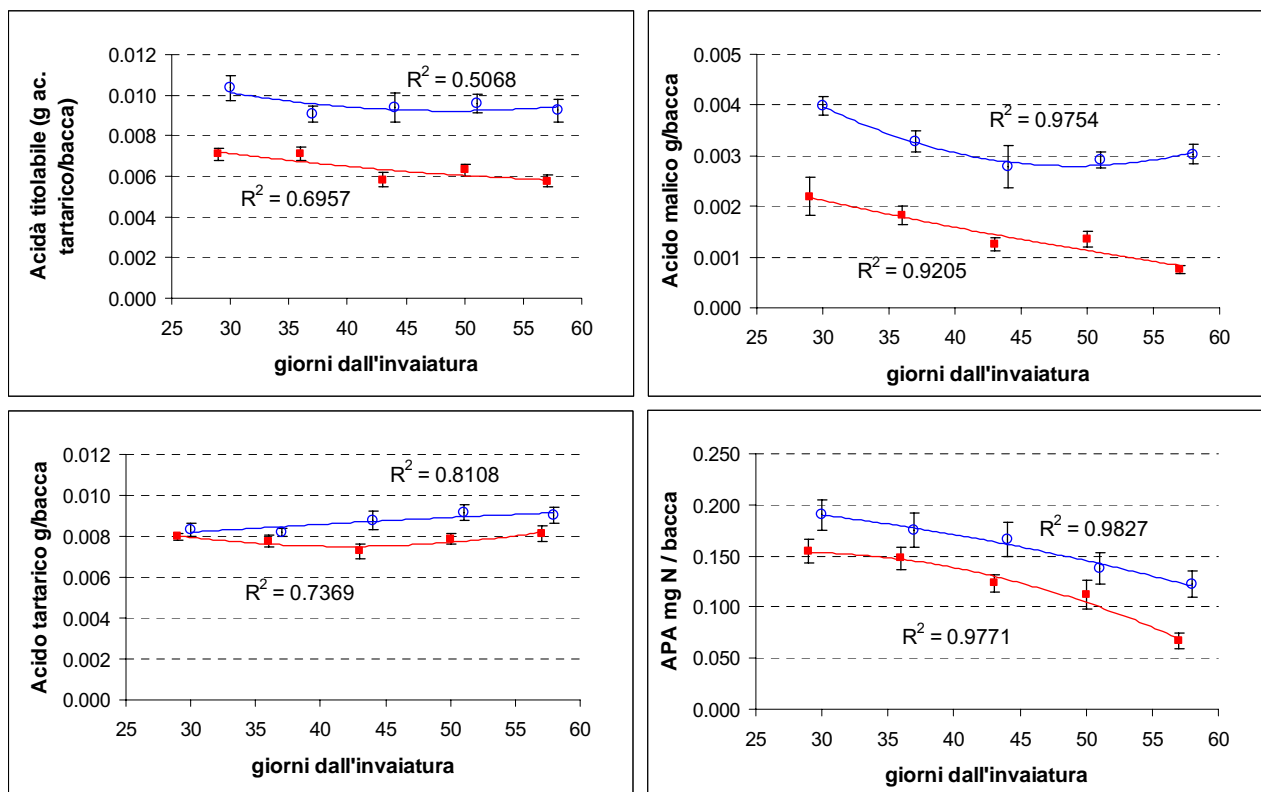 Acidà titolabile (g ac.
tartarico/bacca)
0.012
0.010
0.008
0.006
0.004
0.002
0.000
R² = 0.5068
R² = 0.6957
25 30 35 40 45 50 55 60
giorni dall'invaiatura
Acido malico g/bacca
0.005
0.004
0.003
0.002
0.001
0.000
R² = 0.9754
R² = 0.9205
25 30 35 40 45 50 55 60
giorni dall'invaiatura
Acido tartarico g/bacca
0.012
0.010
0.008
0.006
0.004
0.002
0.000
R² = 0.8108
R² = 0.7369
25 30 35 40 45 50 55 60
giorni dall'invaiatura
APA mg N / bacca
0.250
0.200
0.150
0.100
0.050
0.000
R² = 0.9827
R² = 0.9771
25 30 35 40 45 50 55 60
giorni dall'invaiatura